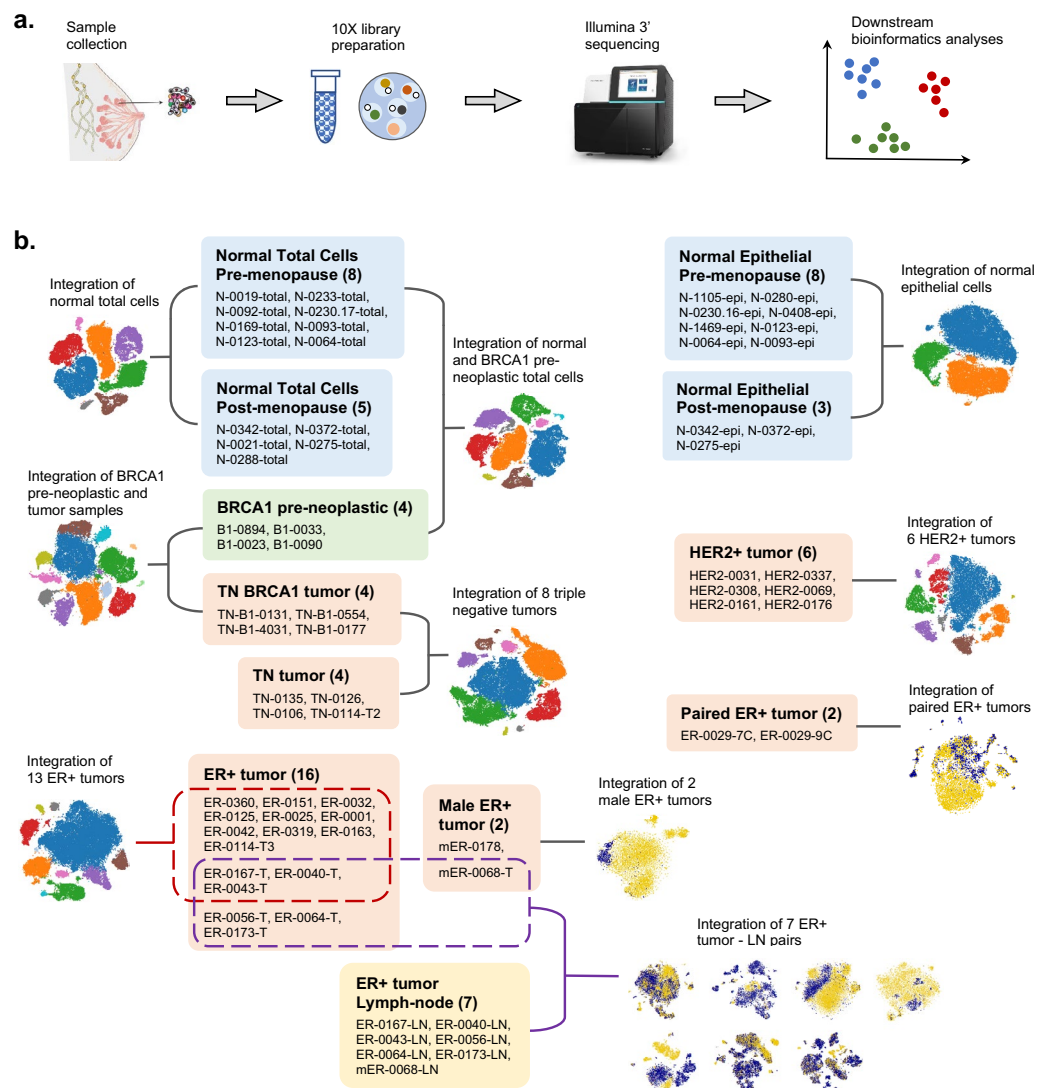 a.
Sample
collection
10X library
preparation
Illumina 3’
sequencing
Downstream
bioinformatics analyses
b.
Integration of
normal total cells
Normal Total Cells
Pre-menopause (8)
N-0019-total, N-0233-total,
N-0092-total, N-0230.17-total,
N-0169-total, N-0093-total,
N-0123-total, N-0064-total
Normal Total Cells
Post-menopause (5)
N-0342-total, N-0372-total,
N-0021-total, N-0275-total,
N-0288-total
Integration of normal
and BRCA1 pre-
neoplastic total cells
Normal Epithelial
Pre-menopause (8)
N-1105-epi, N-0280-epi,
N-0230.16-epi, N-0408-epi,
N-1469-epi, N-0123-epi,
N-0064-epi, N-0093-epi
Normal Epithelial
Post-menopause (3)
N-0342-epi, N-0372-epi,
N-0275-epi
Integration of normal
epithelial cells
Integration of BRCA1
pre-neoplastic and
tumor samples
BRCA1 pre-neoplastic (4)
B1-0894, B1-0033,
B1-0023, B1-0090
TN BRCA1 tumor (4)
TN-B1-0131, TN-B1-0554,
TN-B1-4031, TN-B1-0177
TN tumor (4)
TN-0135, TN-0126,
TN-0106, TN-0114-T2
Integration of 8 triple
negative tumors
HER2+ tumor (6)
HER2-0031, HER2-0337,
HER2-0308, HER2-0069,
HER2-0161, HER2-0176
Integration of
6 HER2+ tumors
Paired ER+ tumor (2)
ER-0029-7C, ER-0029-9C
Integration of
paired ER+ tumors
Integration of
13 ER+ tumors
ER+ tumor (16)
ER-0360, ER-0151, ER-0032,
ER-0125, ER-0025, ER-0001,
ER-0042, ER-0319, ER-0163,
ER-0114-T3
ER-0167-T, ER-0040-T,
ER-0043-T
ER-0056-T, ER-0064-T,
ER-0173-T
Male ER+
tumor (2)
mER-0178,
mER-0068-T
Integration of 2
male ER+ tumors
ER+ tumor
Lymph-node (7)
ER-0167-LN, ER-0040-LN,
ER-0043-LN, ER-0056-LN,
ER-0064-LN, ER-0173-LN,
mER-0068-LN
Integration of 7 ER+
tumor - LN pairs